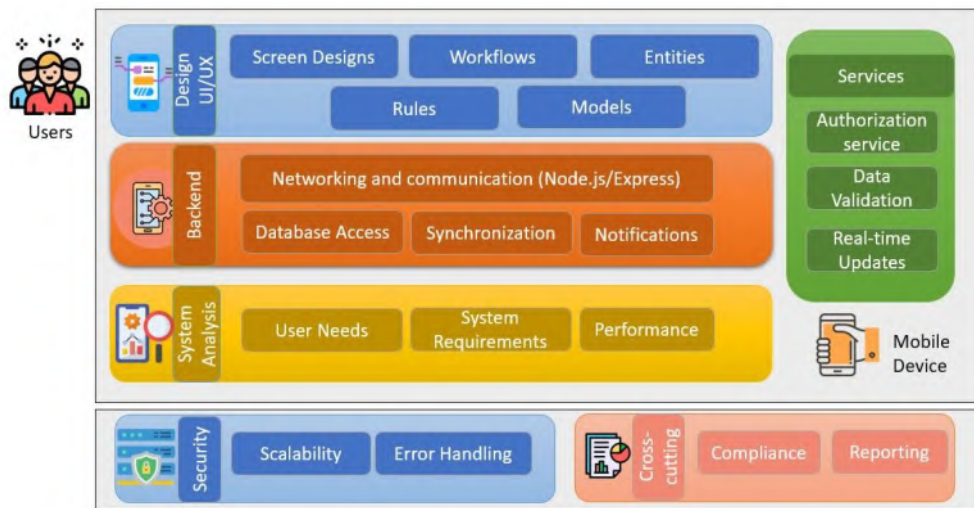 Users
Design
UI/UX
Screen Designs
Workflows
Entities
Rules
Models
Backend
Networking and communication (Node.js/Express)
Database Access
Synchronization
Notifications
System
Analysis
User Needs
System
Requirements
Performance
Services
Authorization
service
Data
Validation
Real-time
Updates
Mobile
Device
Security
Scalability
Error Handling
Cross-
cutting
Compliance
Reporting